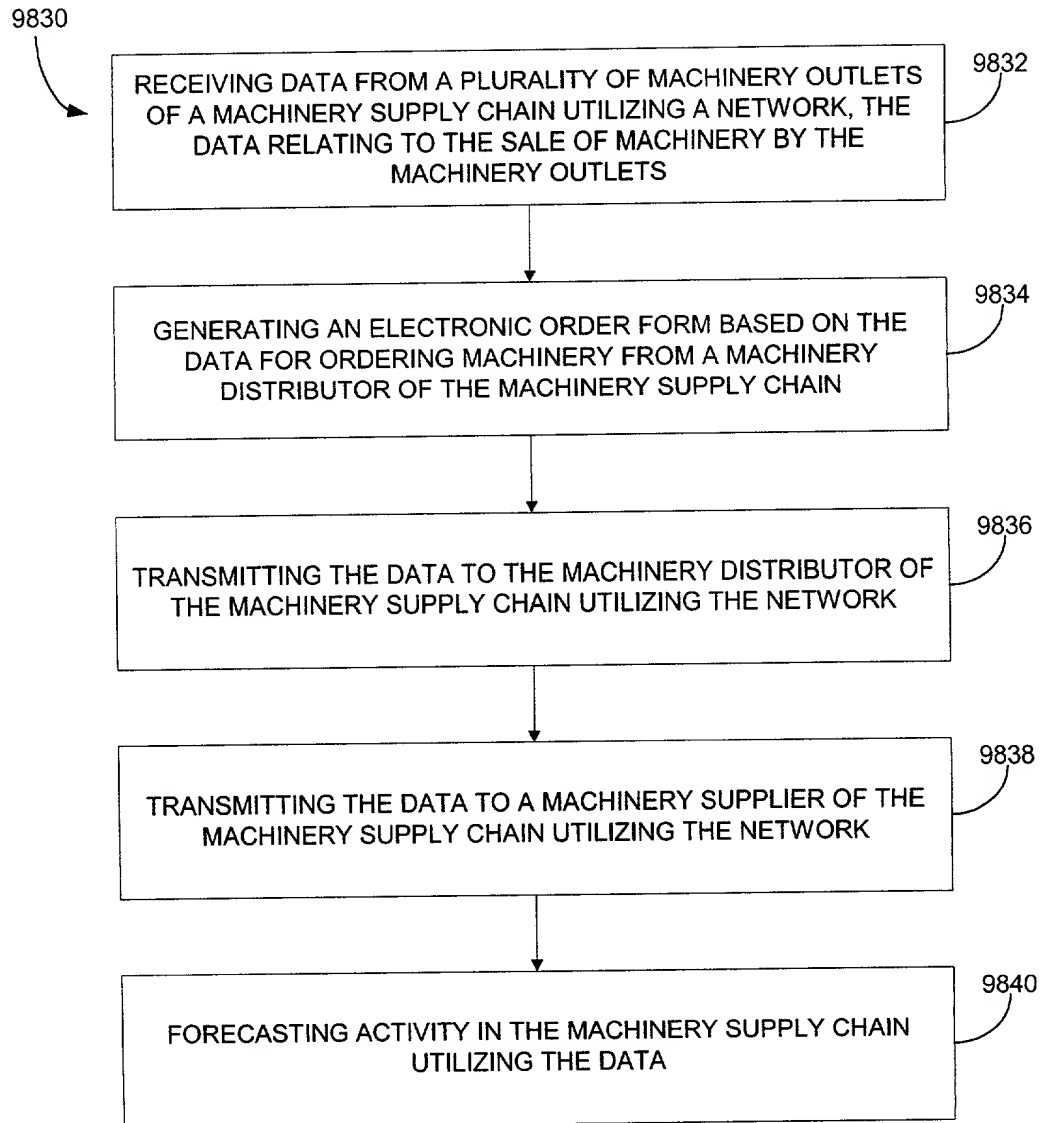 9830
9832
RECEIVING DATA FROM A PLURALITY OF MACHINERY OUTLETS
OF A MACHINERY SUPPLY CHAIN UTILIZING A NETWORK, THE
DATA RELATING TO THE SALE OF MACHINERY BY THE
MACHINERY OUTLETS
9834
GENERATING AN ELECTRONIC ORDER FORM BASED ON THE
DATA FOR ORDERING MACHINERY FROM A MACHINERY
DISTRIBUTOR OF THE MACHINERY SUPPLY CHAIN
9836
TRANSMITTING THE DATA TO THE MACHINERY DISTRIBUTOR OF
THE MACHINERY SUPPLY CHAIN UTILIZING THE NETWORK
9838
TRANSMITTING THE DATA TO A MACHINERY SUPPLIER OF THE
MACHINERY SUPPLY CHAIN UTILIZING THE NETWORK
9840
FORECASTING ACTIVITY IN THE MACHINERY SUPPLY CHAIN
UTILIZING THE DATA